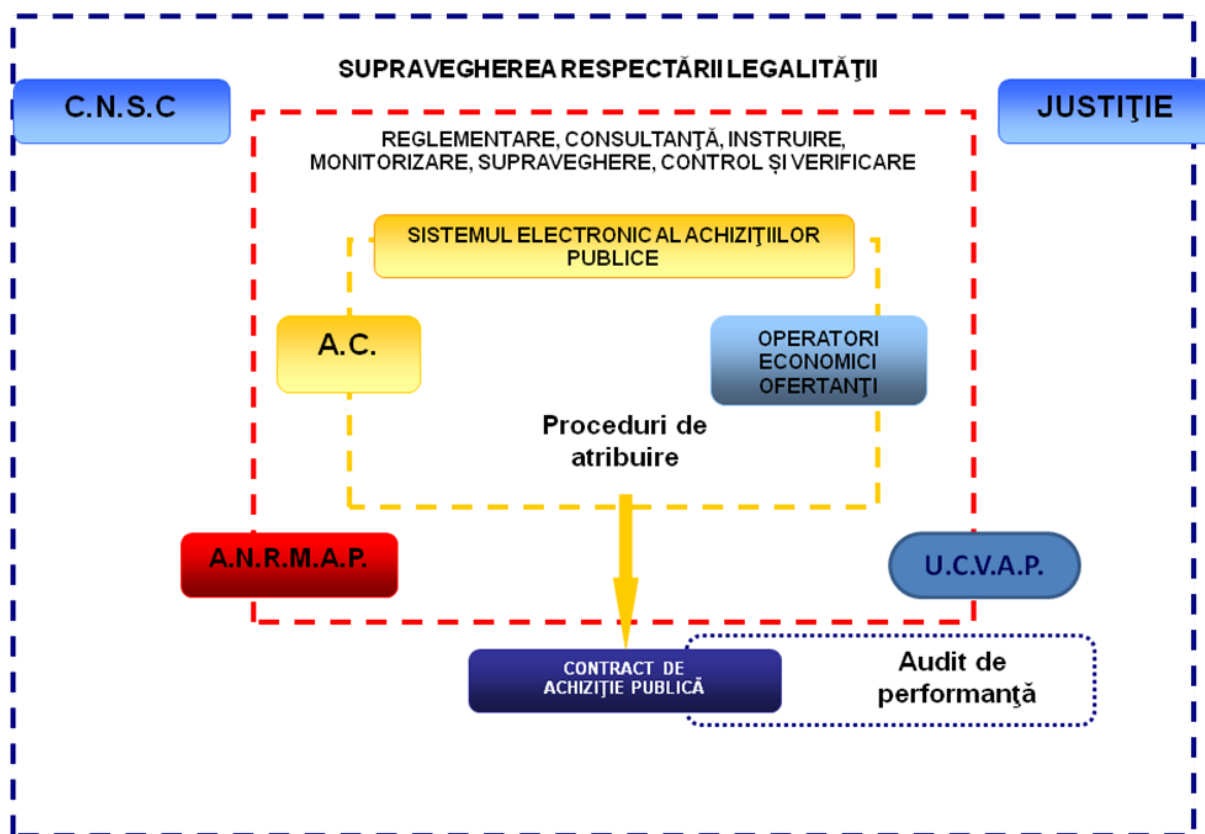 SUPRAVEGHEREA RESPECTĂRII LEGALITĂŢII
C.N.S.C
JUSTIŢIE
REGLEMENTARE, CONSULTANŢĂ, INSTRUIRE,
MONITORIZARE, SUPRAVEGHERE, CONTROL ȘI VERIFICARE
SISTEMUL ELECTRONIC AL ACHIZIŢIILOR
PUBLICE
A.C.
OPERATORI
ECONOMICI
OFERTANŢI
Proceduri de
atribuire
A.N.R.M.A.P.
U.C.V.A.P.
CONTRACT DE
ACHIZIŢIE PUBLICĂ
Audit de
performanţă